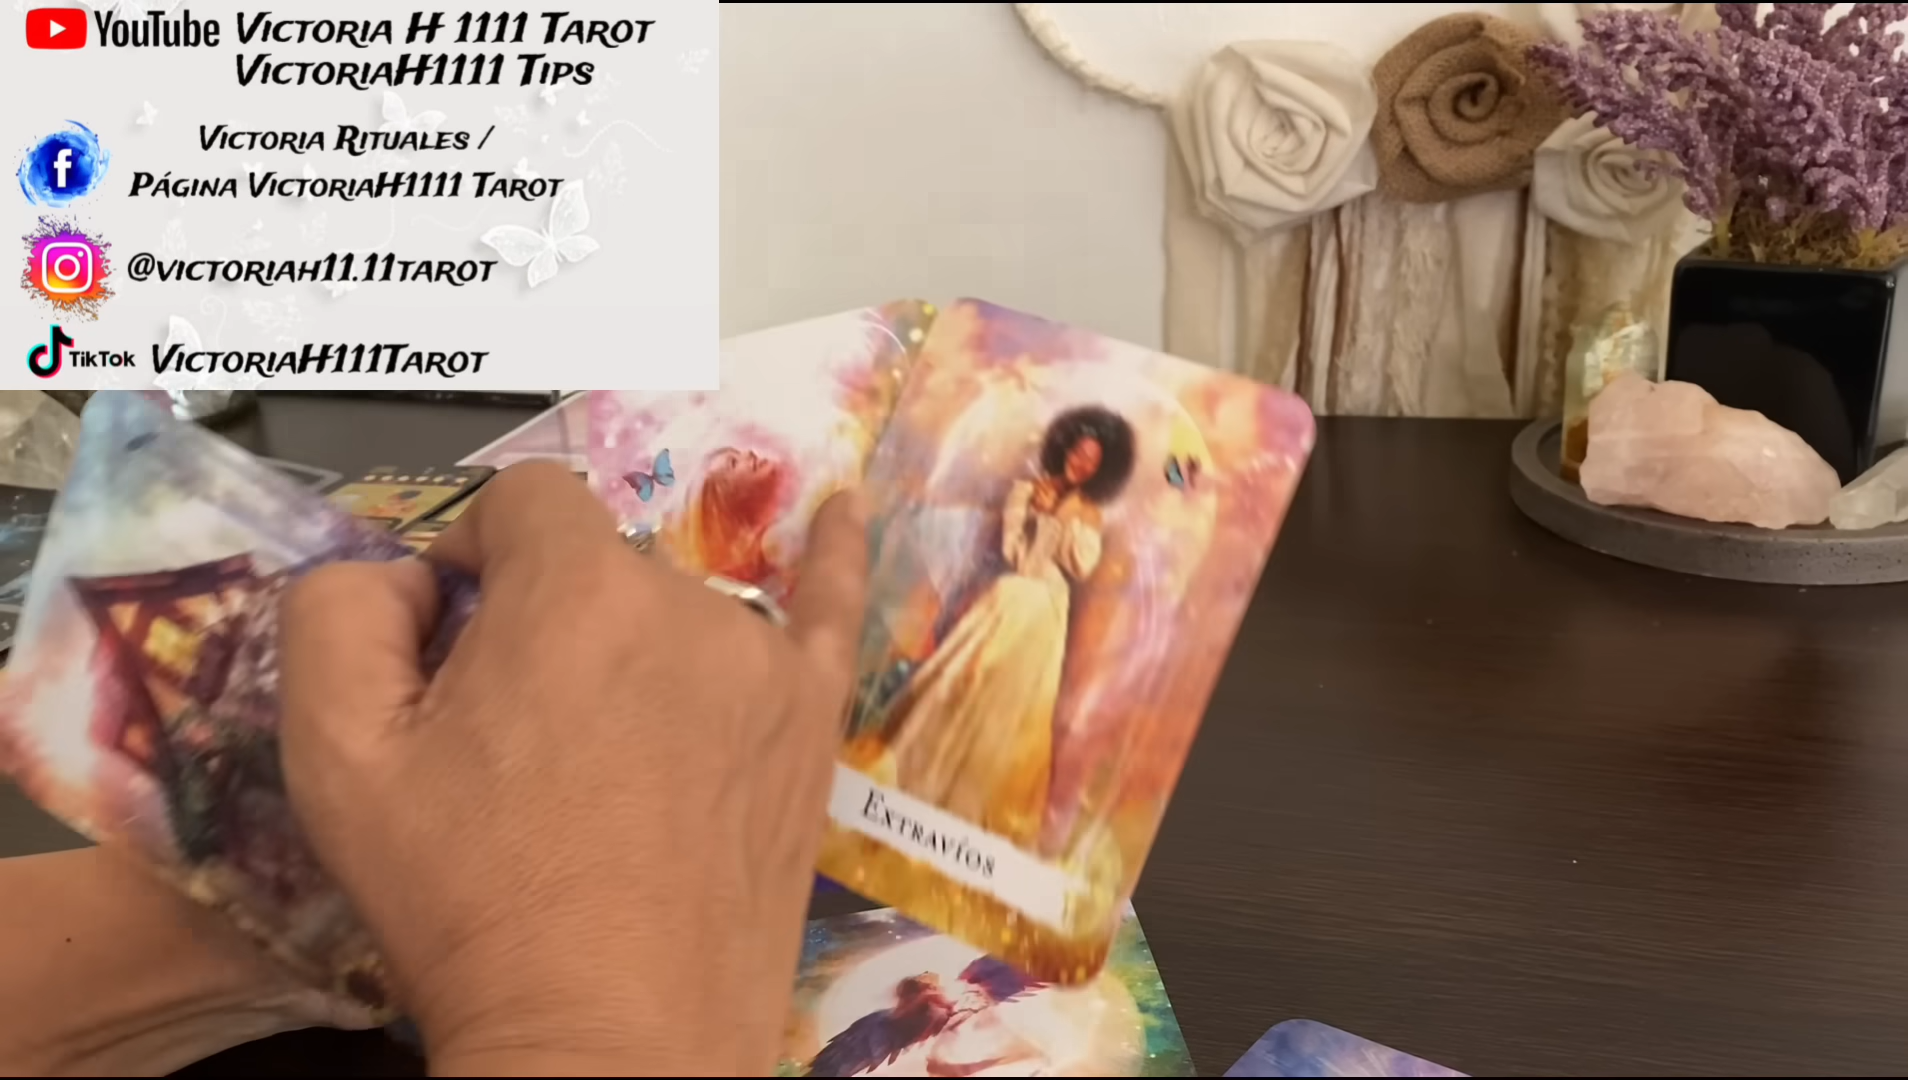 YouTube Victoria H 1111 Tarot
VictoriaH1111 Tips
Victoria Rituales /
Página VictoriaH1111 Tarot
@victoriah11.11tarot
TikTok VictoriaH111Tarot
Extravíos